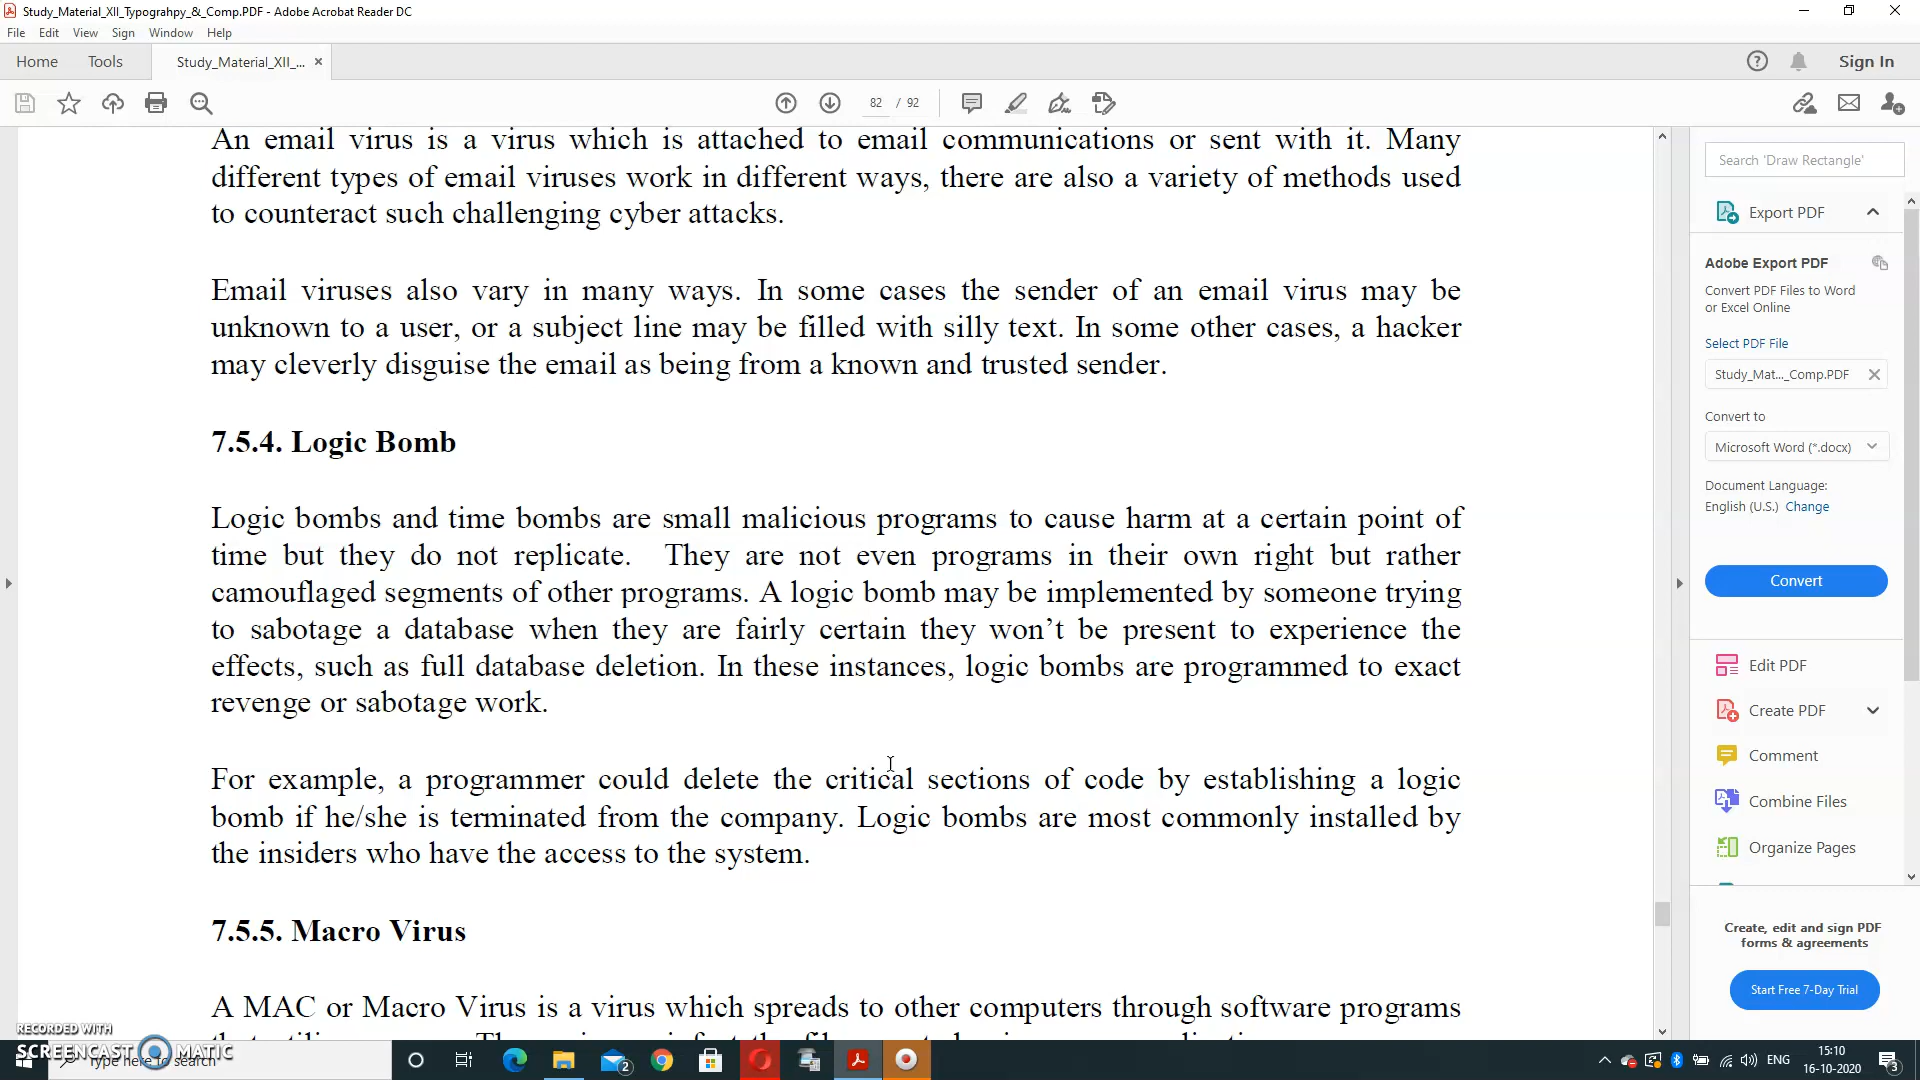 Study_Material_XII_Typograhpy_&_Comp.PDF - Adobe Acrobat Reader DC
File Edit View Sign Window Help
Home Tools Study_Material_XII_... × Sign In
82 / 92
An email virus is a virus which is attached to email communications or sent with it. Many
different types of email viruses work in different ways, there are also a variety of methods used
to counteract such challenging cyber attacks.
Email viruses also vary in many ways. In some cases the sender of an email virus may be
unknown to a user, or a subject line may be filled with silly text. In some other cases, a hacker
may cleverly disguise the email as being from a known and trusted sender.
7.5.4. Logic Bomb
Logic bombs and time bombs are small malicious programs to cause harm at a certain point of
time but they do not replicate. They are not even programs in their own right but rather
camouflaged segments of other programs. A logic bomb may be implemented by someone trying
to sabotage a database when they are fairly certain they won’t be present to experience the
effects, such as full database deletion. In these instances, logic bombs are programmed to exact
revenge or sabotage work.
For example, a programmer could delete the critical sections of code by establishing a logic
bomb if he/she is terminated from the company. Logic bombs are most commonly installed by
the insiders who have the access to the system.
7.5.5. Macro Virus
A MAC or Macro Virus is a virus which spreads to other computers through software programs
Search 'Draw Rectangle'
Export PDF
Adobe Export PDF
Convert PDF Files to Word
or Excel Online
Select PDF File
Study_Mat..._Comp.PDF
Convert to
Microsoft Word (*.docx)
Document Language:
English (U.S.) Change
Convert
Edit PDF
Create PDF
Comment
Combine Files
Organize Pages
Create, edit and sign PDF
forms & agreements
Start Free 7-Day Trial
RECORDED WITH
SCREENCAST MATIC
Type here to search
2
ENG
15:10
16-10-2020
3